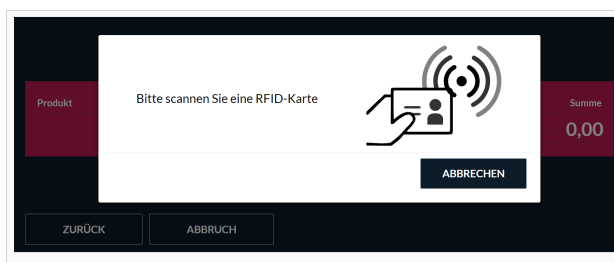 Bitte scannen Sie eine RFID-Karte
Produkt
Summe
0,00
ABBRECHEN
ZURÜCK
ABBRUCH